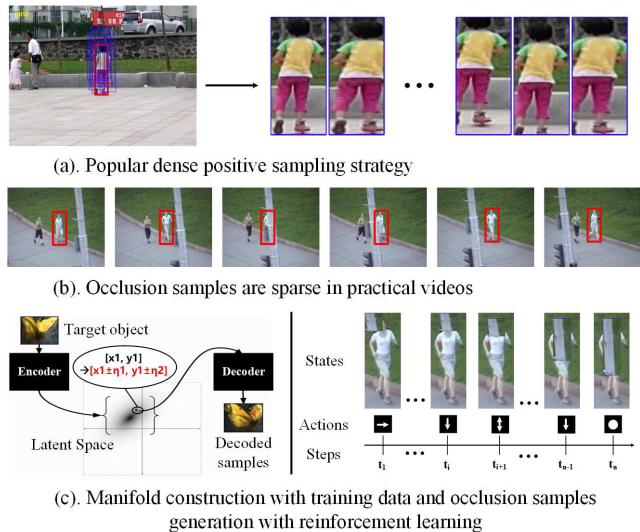 girl2
(a). Popular dense positive sampling strategy
(b). Occlusion samples are sparse in practical videos
Target object
[x1, y1]
→[x1±η1, y1±η2]
Encoder
Decoder
Latent Space
Decoded
samples
States
Actions
Steps
t1
ti
ti+1
tn-1
tn
(c). Manifold construction with training data and occlusion samples
generation with reinforcement learning